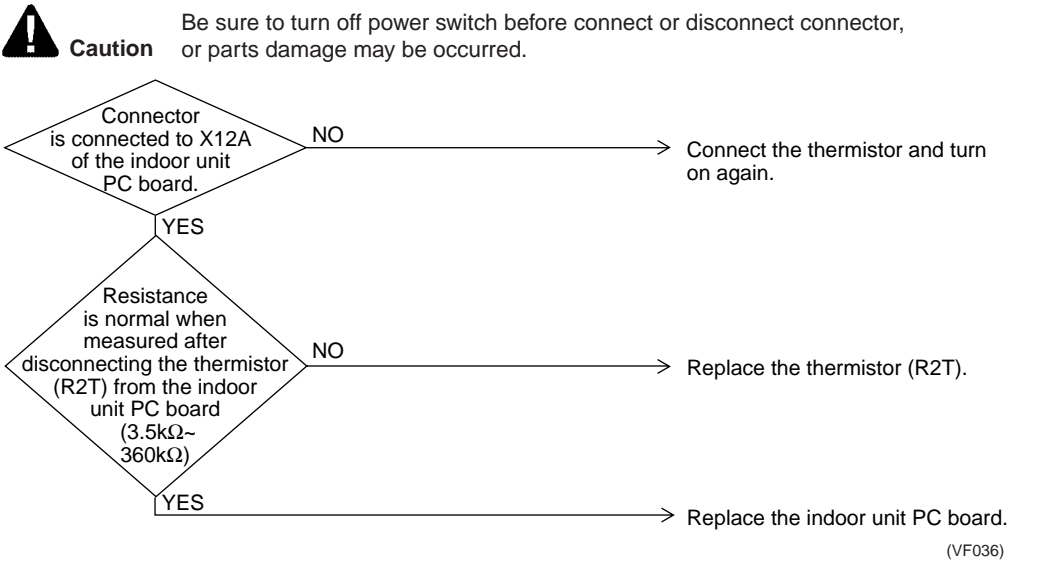 Be sure to turn off power switch before connect or disconnect connector,
Caution or parts damage may be occurred.
Connector
is connected to X12A
of the indoor unit
PC board.
NO
Connect the thermistor and turn
on again.
YES
Resistance
is normal when
measured after
disconnecting the thermistor
(R2T) from the indoor
unit PC board
(3.5kΩ~
360kΩ)
NO
Replace the thermistor (R2T).
YES
Replace the indoor unit PC board.
(VF036)